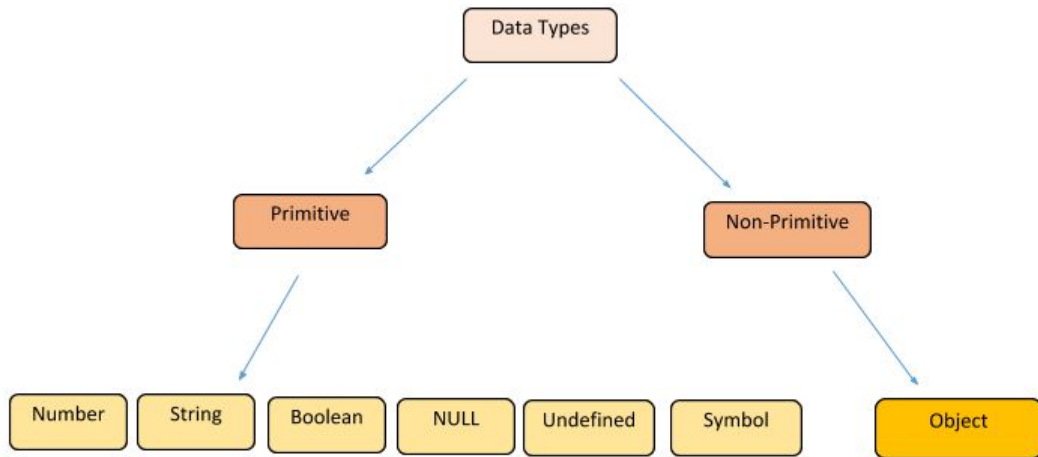 Data Types
Primitive
Non-Primitive
Number
String
Boolean
NULL
Undefined
Symbol
Object